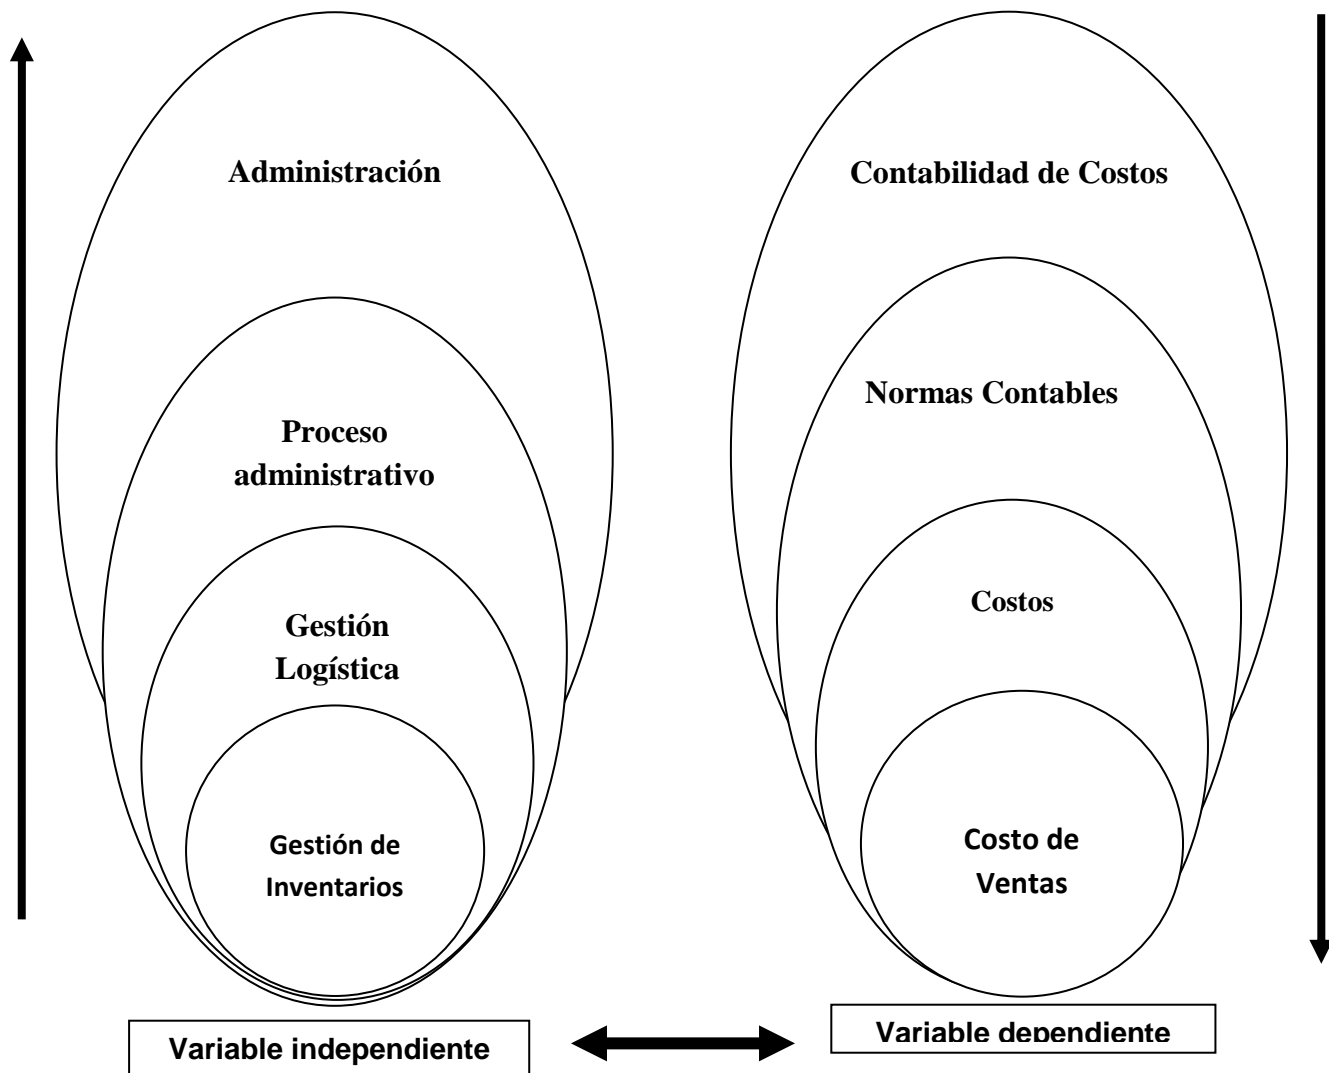 Administración
Proceso
administrativo
Gestión
Logística
Gestión de
Inventarios
Variable independiente
Contabilidad de Costos
Normas Contables
Costos
Costo de
Ventas
Variable dependiente